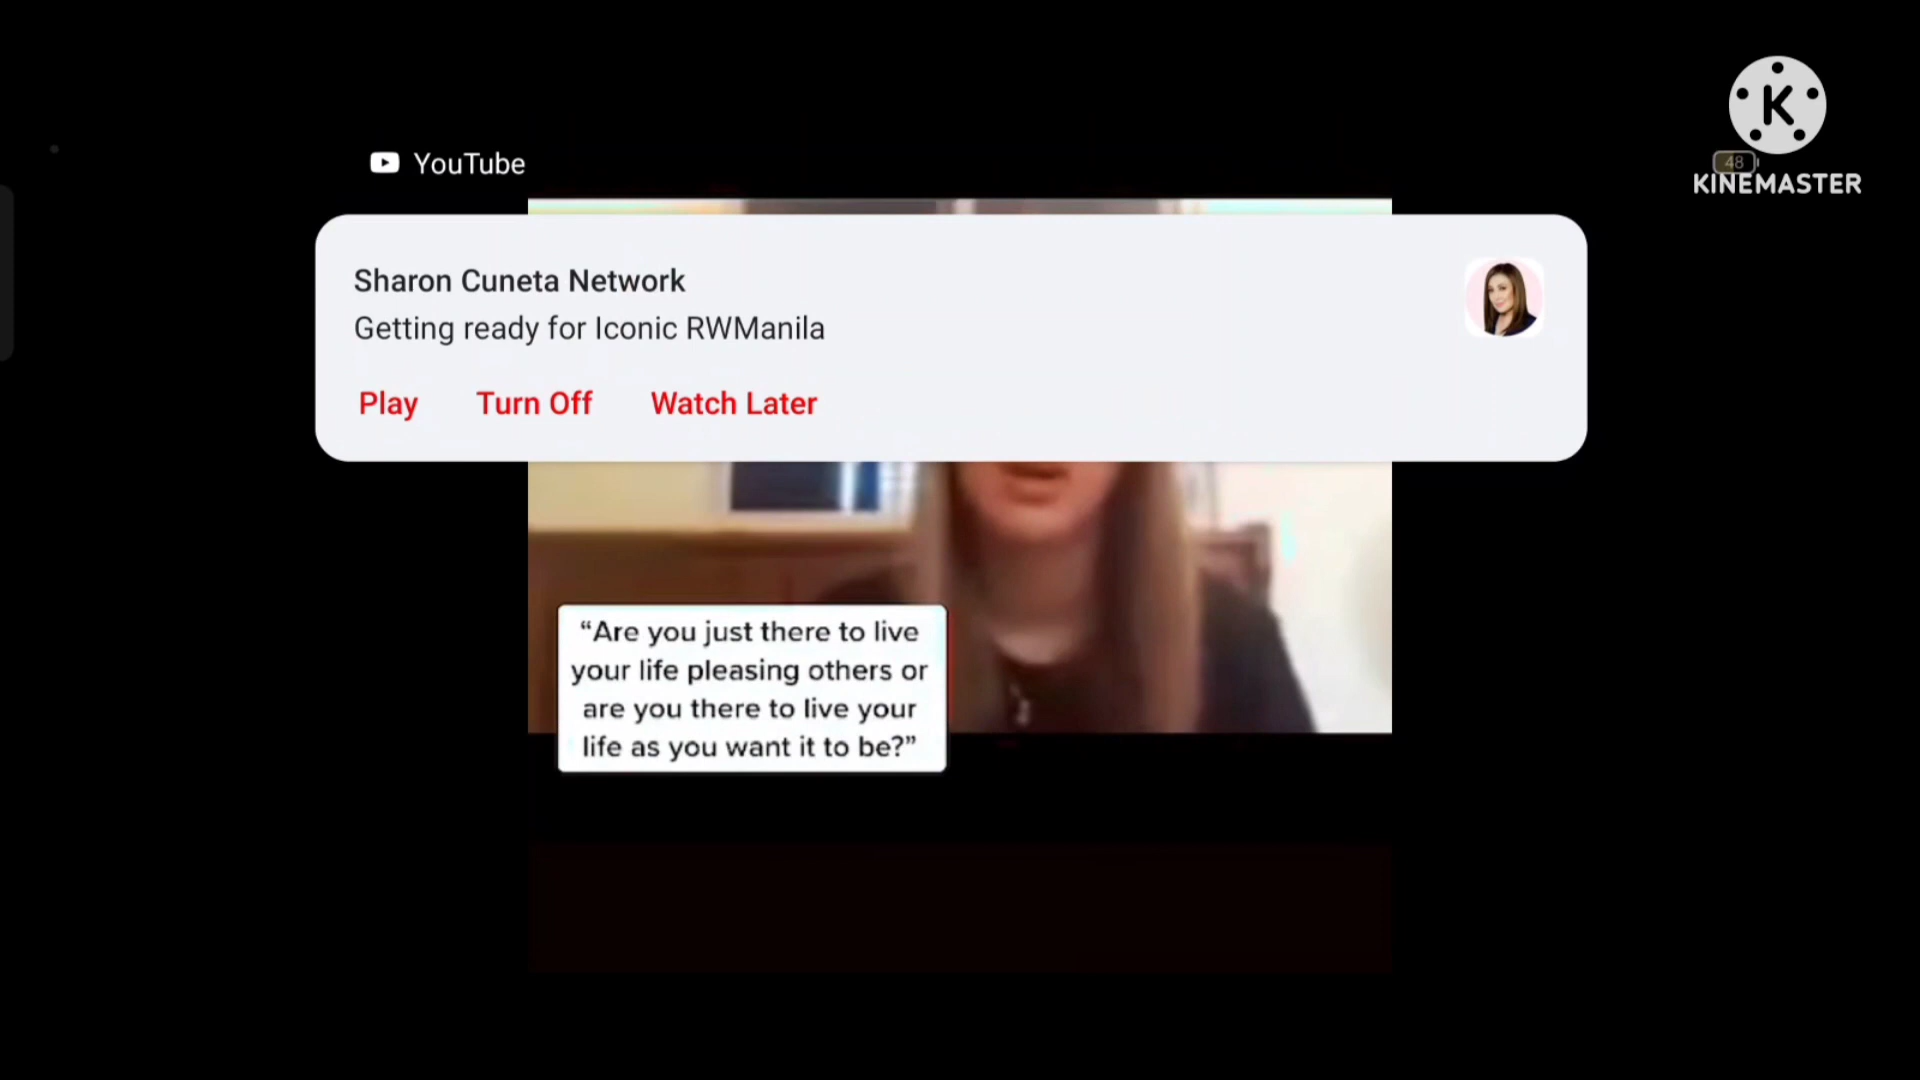 K
48
KINEMASTER
YouTube
Sharon Cuneta Network
Getting ready for Iconic RWManila
Play Turn Off Watch Later
“Are you just there to live
your life pleasing others or
are you there to live your
life as you want it to be?”